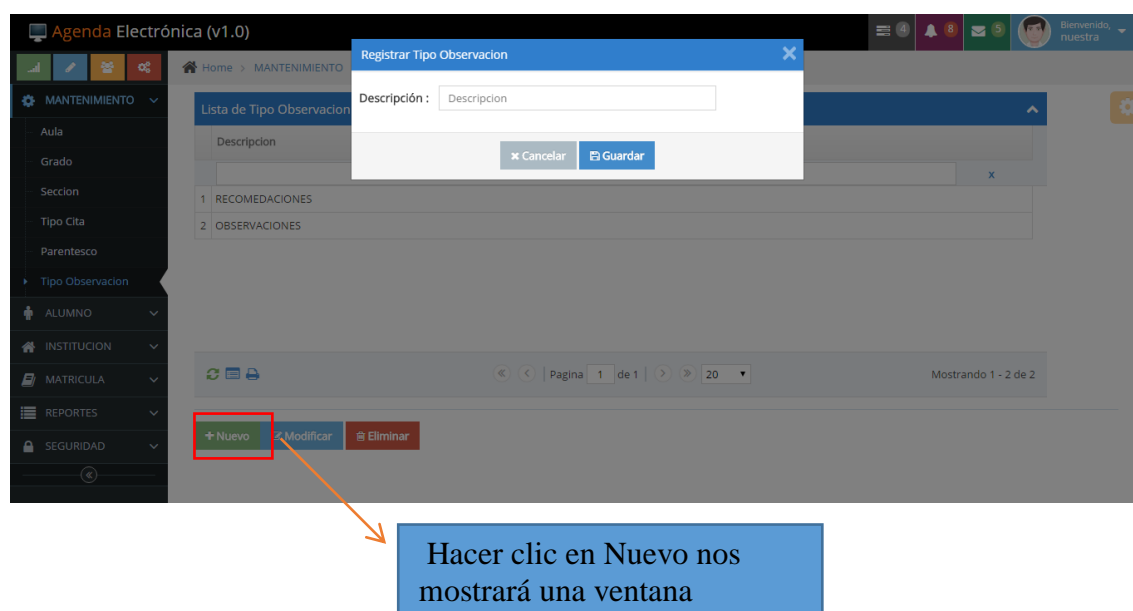 Agenda Electrónica (v1.0)
4
8
5
Bienvenido,
nuestra
Home > MANTENIMIENTO
Registrar Tipo Observacion
Descripción :
Descripcion
Cancelar
Guardar
MANTENIMIENTO
Aula
Grado
Seccion
Tipo Cita
Parentesco
Tipo Observacion
ALUMNO
INSTITUCION
MATRICULA
REPORTES
SEGURIDAD
Lista de Tipo Observacion
Descripcion
x
1 RECOMEDACIONES
2 OBSERVACIONES
Pagina 1 de 1 20
Mostrando 1 - 2 de 2
Nuevo
Modificar
Eliminar
Hacer clic en Nuevo nos
mostrará una ventana